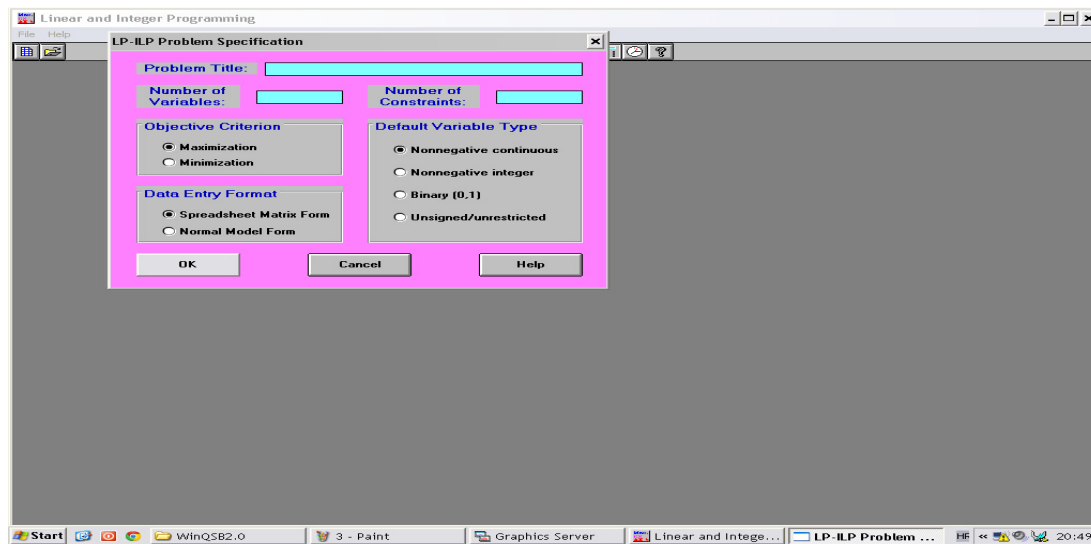 Linear and Integer Programming
File Help
LP-ILP Problem Specification
Problem Title:
Number of Variables:
Number of Constraints:
Objective Criterion
Maximization
Minimization
Default Variable Type
Nonnegative continuous
Nonnegative integer
Binary (0,1)
Unsigned/unrestricted
Data Entry Format
Spreadsheet Matrix Form
Normal Model Form
OK Cancel Help
Start WinQSB2.0 3 - Paint Graphics Server Linear and Intege... LP-ILP Problem ...